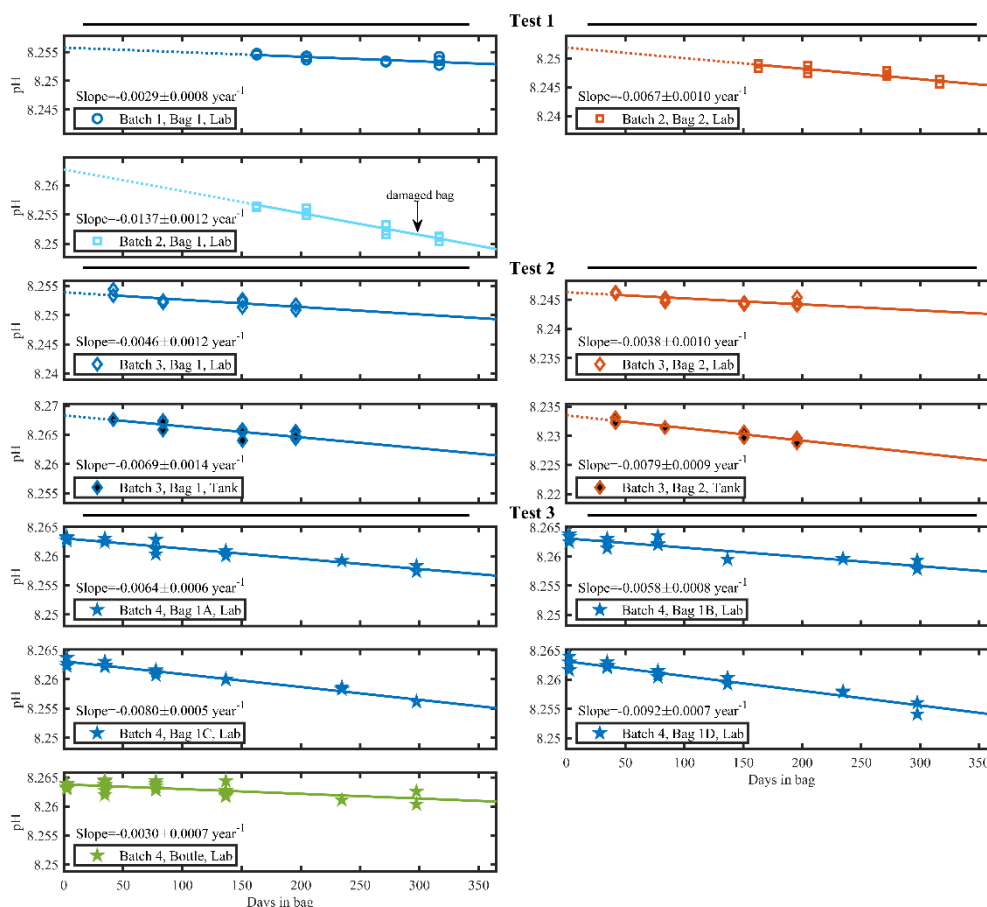 Test 1
pH
8.255
8.25
8.245
Slope=-0.0029±0.0008 year⁻¹
Batch 1, Bag 1, Lab
8.25
8.24
Slope=-0.0067±0.0010 year⁻¹
Batch 2, Bag 2, Lab
8.26
8.255
8.25
damaged bag
Slope=-0.0137±0.0012 year⁻¹
Batch 2, Bag 1, Lab
Test 2
pH
8.255
8.25
8.245
8.24
Slope=-0.0046±0.0012 year⁻¹
Batch 3, Bag 1, Lab
8.245
8.24
8.235
Slope=-0.0038±0.0010 year⁻¹
Batch 3, Bag 2, Lab
pH
8.27
8.265
8.26
8.255
Slope=-0.0069±0.0014 year⁻¹
Batch 3, Bag 1, Tank
8.235
8.23
8.225
8.22
Slope=-0.0079±0.0009 year⁻¹
Batch 3, Bag 2, Tank
Test 3
pH
8.265
8.26
8.255
8.25
Slope=-0.0064±0.0006 year⁻¹
Batch 4, Bag 1A, Lab
8.265
8.26
8.255
8.25
Slope=-0.0058±0.0008 year⁻¹
Batch 4, Bag 1B, Lab
pH
8.265
8.26
8.255
8.25
Slope=-0.0080±0.0005 year⁻¹
Batch 4, Bag 1C, Lab
8.265
8.26
8.255
8.25
Slope=-0.0092±0.0007 year⁻¹
Batch 4, Bag 1D, Lab
0 50 100 150 200 250 300 350
Days in bag
pH
8.265
8.26
8.255
8.25
Slope=-0.0030±0.0007 year⁻¹
Batch 4, Bottle, Lab
0 50 100 150 200 250 300 350
Days in bag